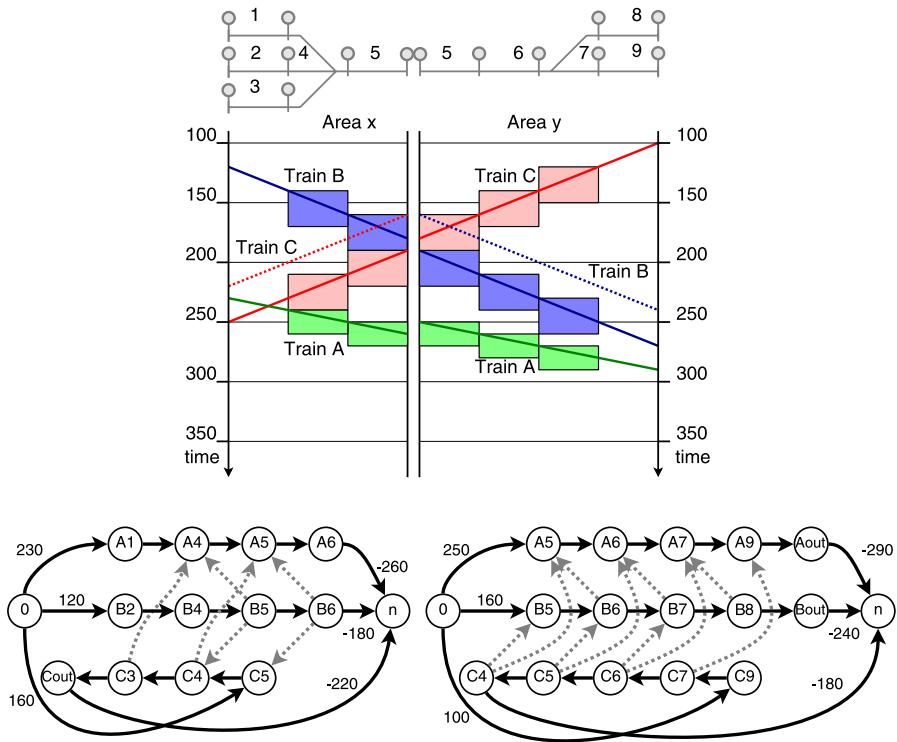 1 8
2 4 5 5 6 7 9
3
Area x Area y
100 100
Train B Train C
150 150
200 200
Train C Train B
250 250
Train A Train A
300 300
350 350
time time
230 A1 A4 A5 A6 -260
0 120 B2 B4 B5 B6 -180 n
160 Cout C3 C4 C5 -220
250 A5 A6 A7 A9 Aout -290
0 160 B5 B6 B7 B8 Bout -240 n
100 C4 C5 C6 C7 C9 -180